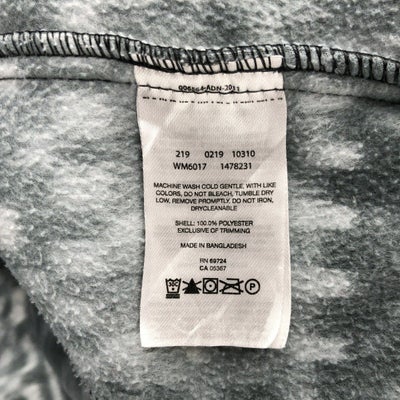 219 0219 10310
WM6017 1478231
MACHINE WASH COLD GENTLE, WITH LIKE
COLORS, DO NOT BLEACH, TUMBLE DRY
LOW, REMOVE PROMPTLY, DO NOT IRON,
DRYCLEANABLE
SHELL: 100.0% POLYESTER
EXCLUSIVE OF TRIMMING
MADE IN BANGLADESH
RN 69724
CA 05367
P